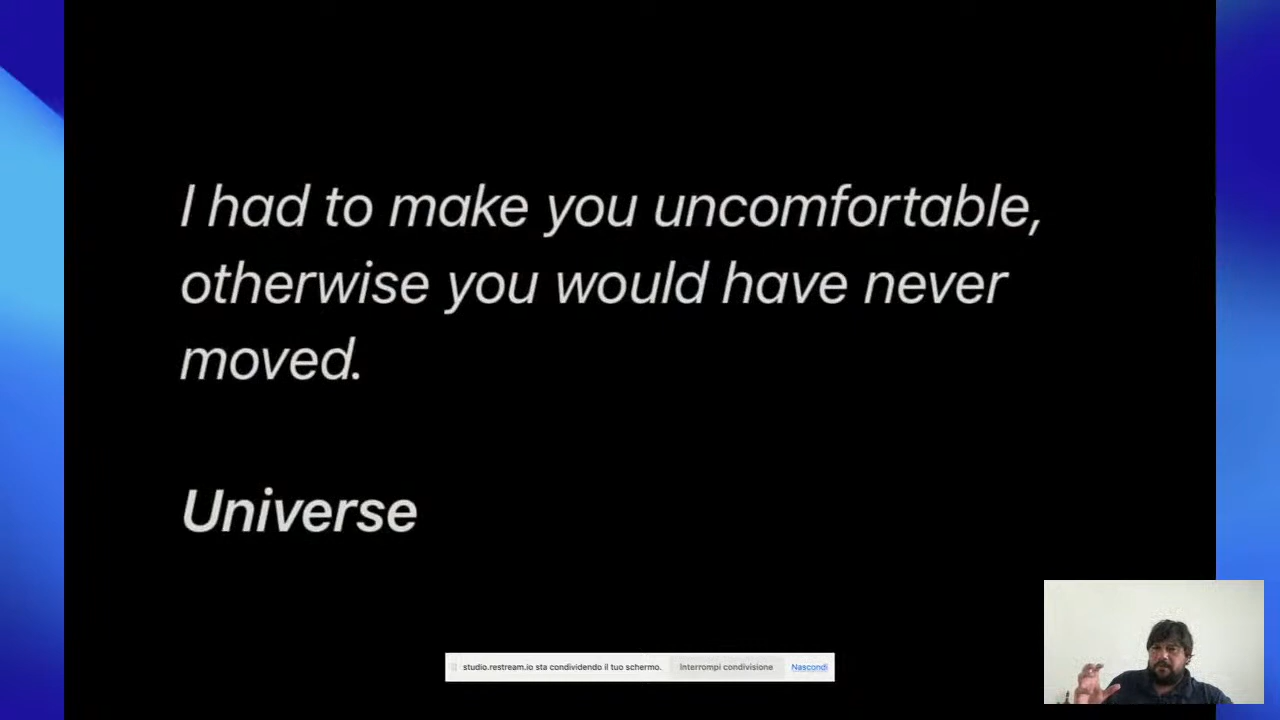 I had to make you uncomfortable,
otherwise you would have never
moved.
Universe
studio.restream.io sta condividendo il tuo schermo. Interrompi condivisione Nascondi